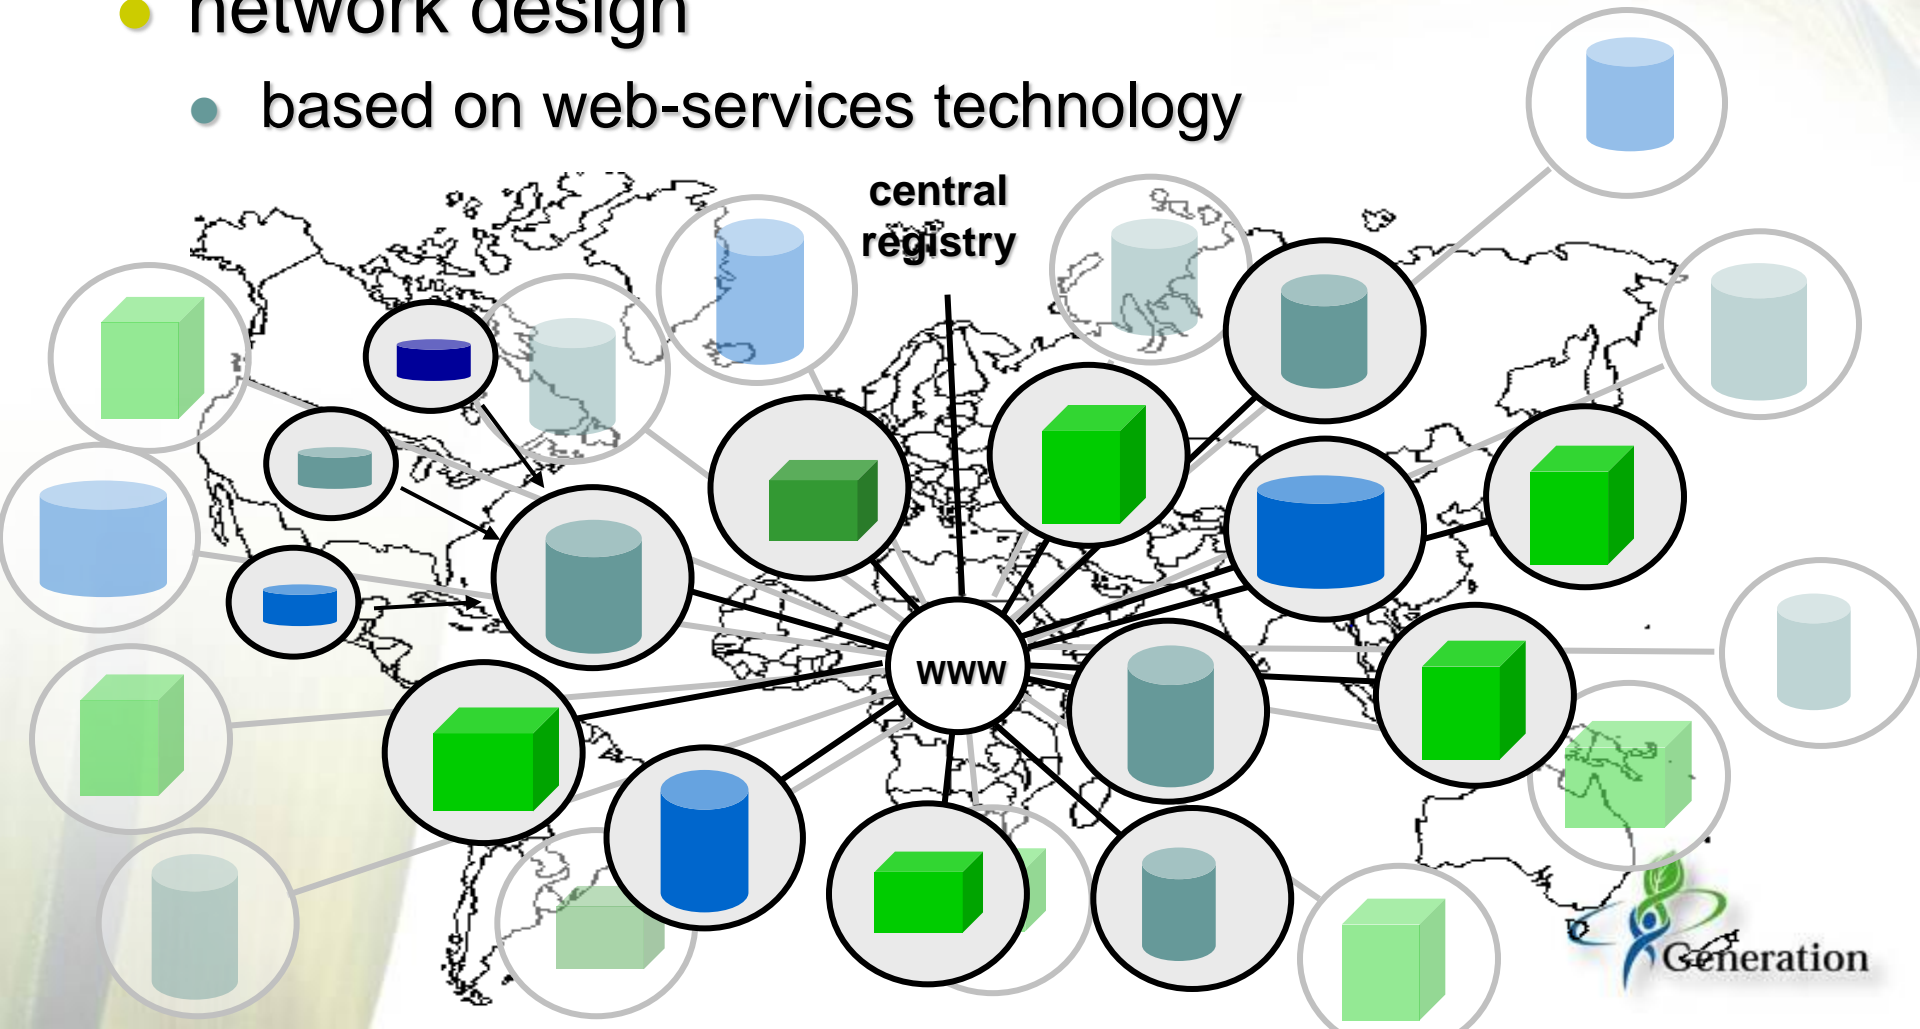 network design
based on web-services technology
central
registry
www
Generation